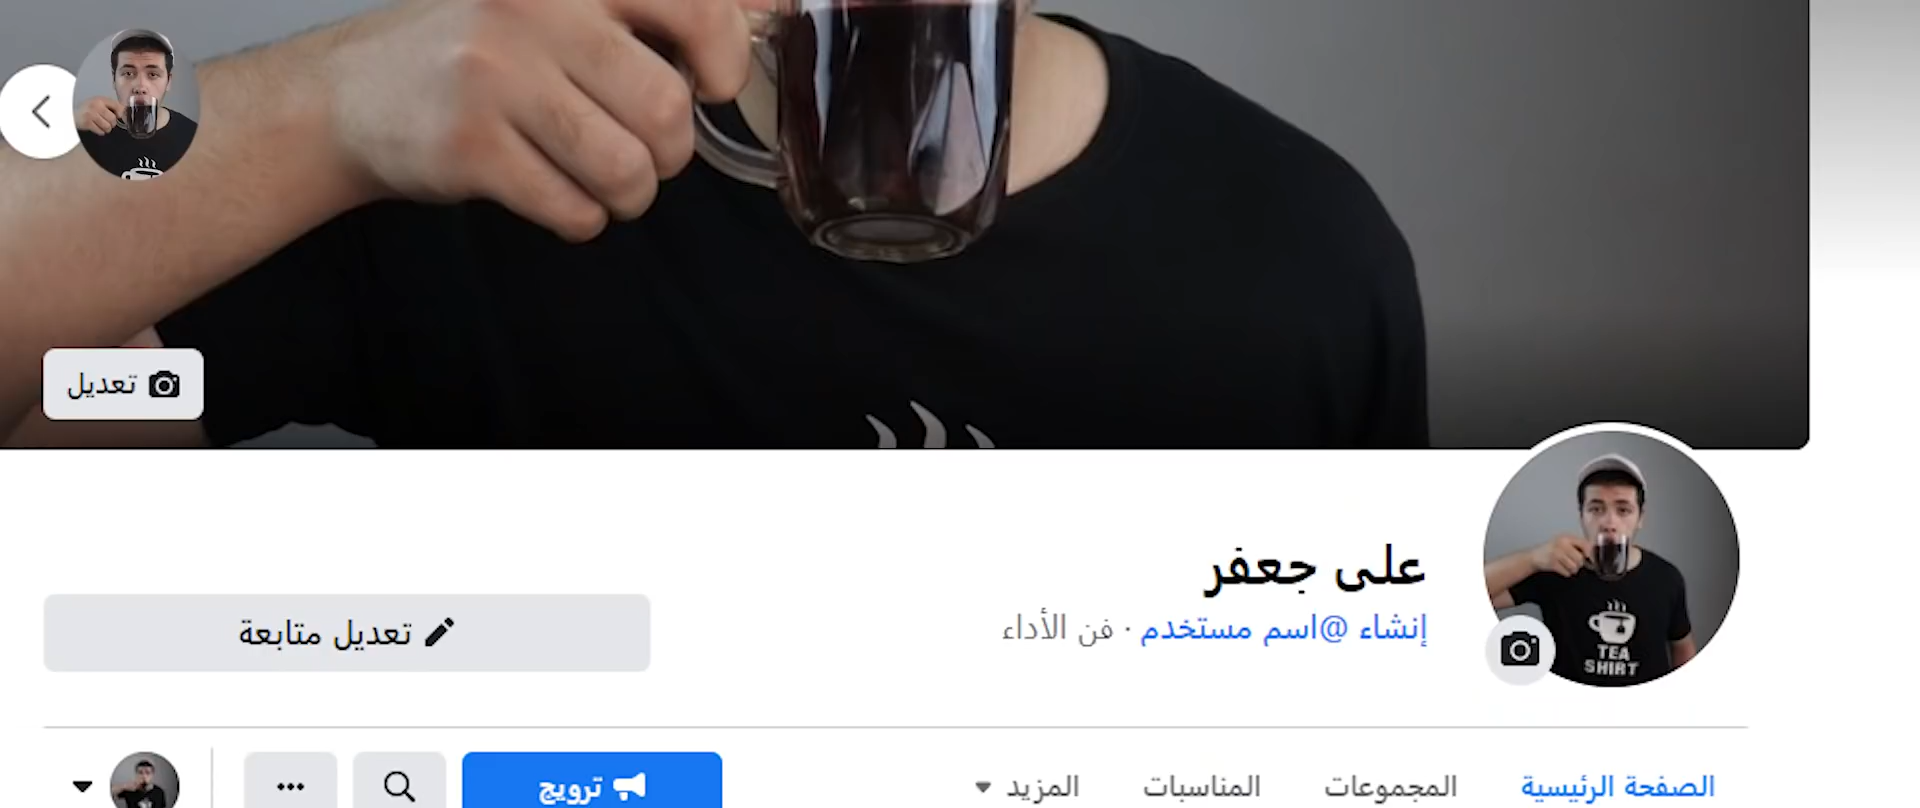 تعديل
على جعفر
إنشاء @اسم مستخدم · فن الأداء
تعديل متابعة
TEA
SHIRT
الصفحة الرئيسية
المجموعات
المناسبات
المزيد
ترويج